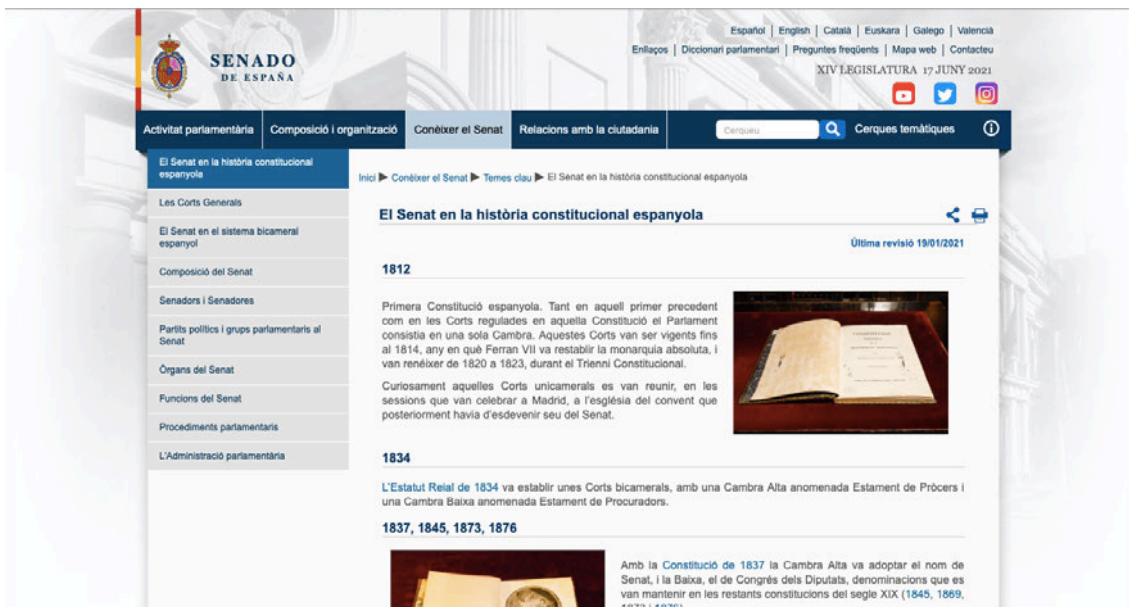 Español | English | Català | Euskara | Galego | Valencià
Enllaços | Diccionari parlamentari | Preguntes freqüents | Mapa web | Contacteu
SENADO
DE ESPAÑA
XIV LEGISLATURA 17 JUNY 2021
Activitat parlamentària
Composició i organització
Conèixer el Senat
Relacions amb la ciutadania
Cerqueu
Cerques temàtiques
El Senat en la història constitucional
espanyola
Les Corts Generals
El Senat en el sistema bicameral
espanyol
Composició del Senat
Senadors i Senadores
Partits polítics i grups parlamentaris al
Senat
Òrgans del Senat
Funcions del Senat
Procediments parlamentaris
L'Administració parlamentària
Inici ▶ Conèixer el Senat ▶ Temes clau ▶ El Senat en la història constitucional espanyola
El Senat en la història constitucional espanyola
Última revisió 19/01/2021
1812
Primera Constitució espanyola. Tant en aquell primer precedent
com en les Corts regulades en aquella Constitució el Parlament
consistia en una sola Cambra. Aquestes Corts van ser vigents fins
al 1814, any en què Ferran VII va restablir la monarquia absoluta, i
van renéixer de 1820 a 1823, durant el Trienni Constitucional.
Curiosament aquelles Corts unicamerals es van reunir, en les
sessions que van celebrar a Madrid, a l'església del convent que
posteriorment havia d'esdevenir seu del Senat.
1834
L'Estatut Reial de 1834 va establir unes Corts bicamerals, amb una Cambra Alta anomenada Estament de Pròcers i
una Cambra Baixa anomenada Estament de Procuradors.
1837, 1845, 1873, 1876
Amb la Constitució de 1837 la Cambra Alta va adoptar el nom de
Senat, i la Baixa, el de Congrés dels Diputats, denominacions que es
van mantenir en les restants constitucions del segle XIX (1845, 1869,